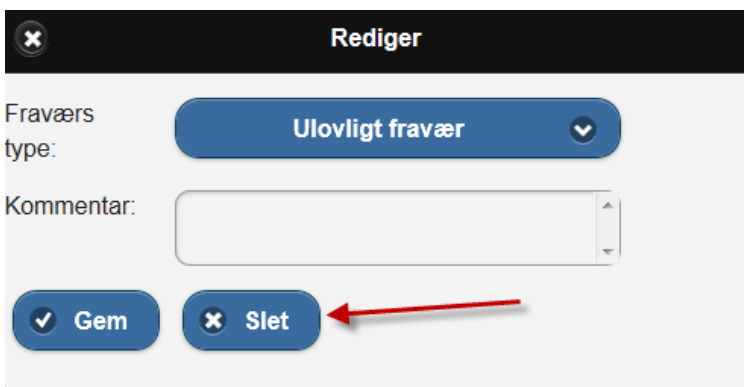 Rediger
Fraværs
type:
Ulovligt fravær
Kommentar:
Gem
Slet